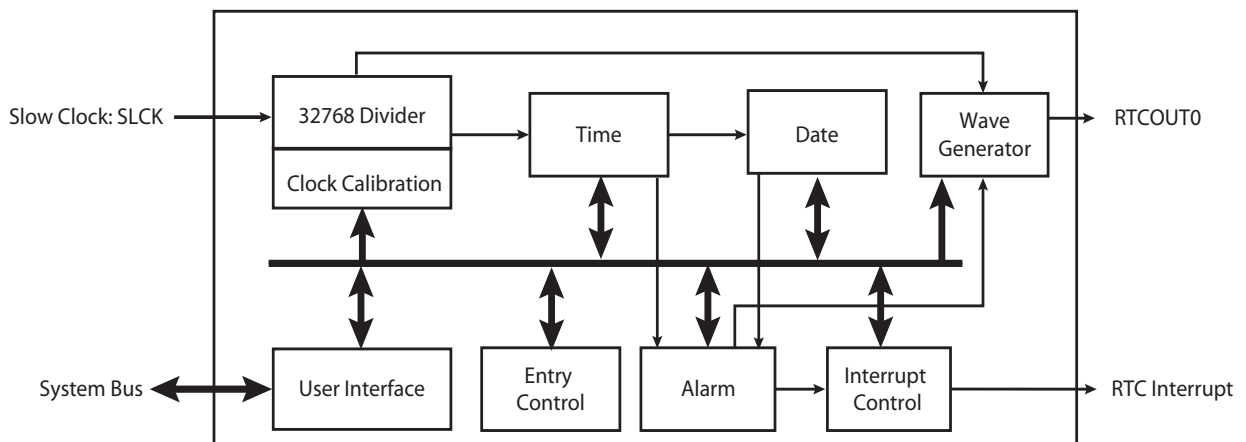 Slow Clock: SLCK
32768 Divider
Clock Calibration
Time
Date
Wave
Generator
RTCOUT0
System Bus
User Interface
Entry
Control
Alarm
Interrupt
Control
RTC Interrupt